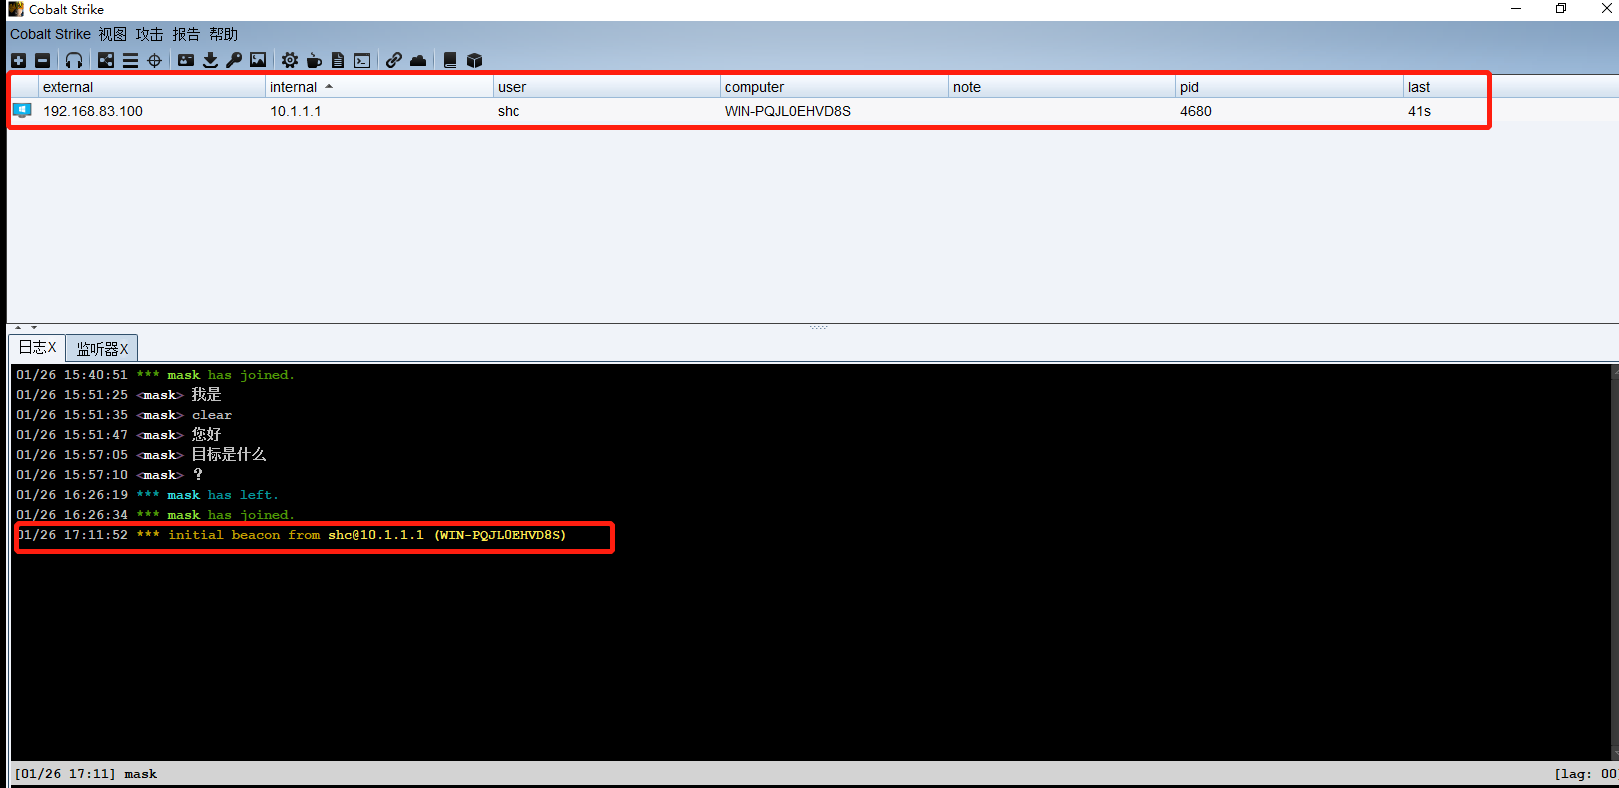 Cobalt Strike
Cobalt Strike 视图 攻击 报告 帮助
external internal user computer note pid last
192.168.83.100 10.1.1.1 shc WIN-PQJL0EHVD8S 4680 41s
日志X 监听器X
01/26 15:40:51 *** mask has joined.
01/26 15:51:25 <mask> 我是
01/26 15:51:35 <mask> clear
01/26 15:51:47 <mask> 您好
01/26 15:57:05 <mask> 目标是什么
01/26 15:57:10 <mask> ?
01/26 16:26:19 *** mask has left.
01/26 16:26:34 *** mask has joined.
01/26 17:11:52 *** initial beacon from shc@10.1.1.1 (WIN-PQJL0EHVD8S)
[01/26 17:11] mask [lag: 00